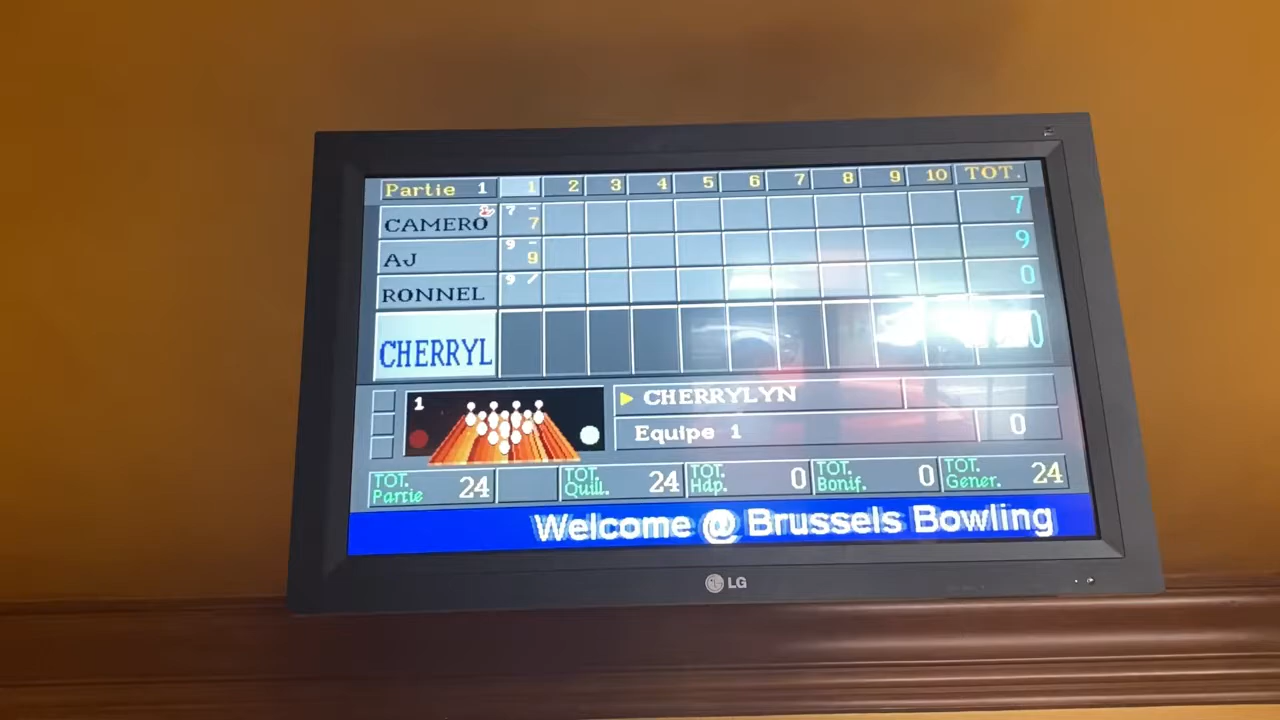 Partie 1 1 2 3 4 5 6 7 8 9 10 TOT.
CAMERO 7 - 7 7
AJ 9 - 9 9
RONNEL 9 / 0
CHERRYL 0
1
CHERRYLYN
Equipe 1 0
TOT. Partie 24
TOT. Quill. 24
TOT. Hdp. 0
TOT. Bonif. 0
TOT. Gener. 24
Welcome @ Brussels Bowling
LG